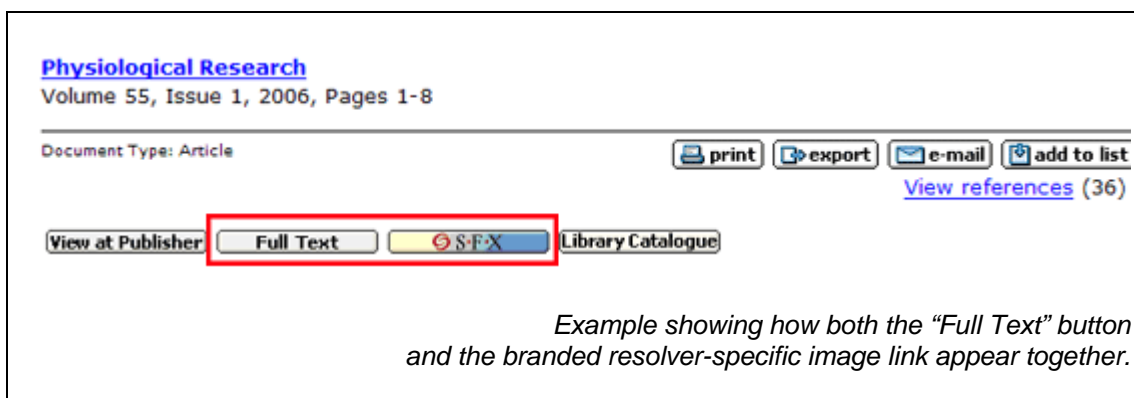 Physiological Research
Volume 55, Issue 1, 2006, Pages 1-8
Document Type: Article
print export e-mail add to list
View references (36)
View at Publisher Full Text S·F·X Library Catalogue
Example showing how both the “Full Text” button
and the branded resolver-specific image link appear together.